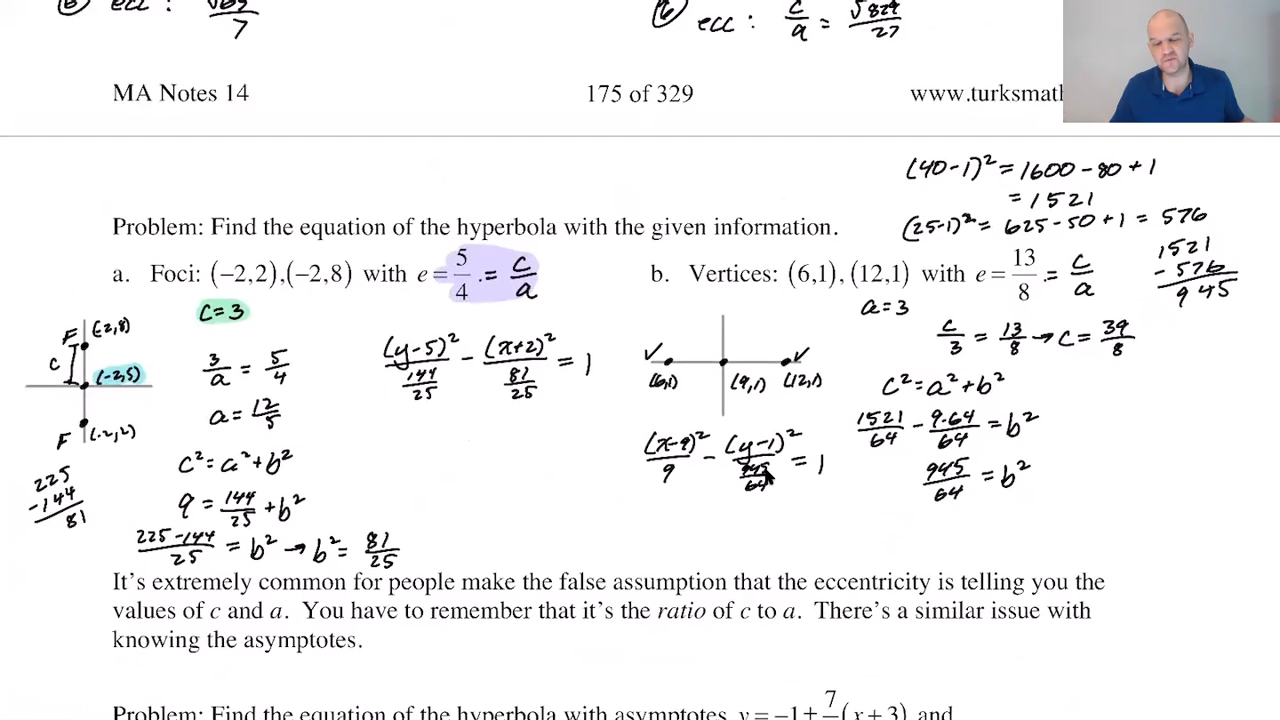 ecc :
7
⑥ ecc : c/a = √829/27
MA Notes 14
175 of 329
www.turksmath
(40-1)² = 1600 - 80 + 1
= 1521
(25-1)² = 625 - 50 + 1 = 576
1521
- 576
945
Problem: Find the equation of the hyperbola with the given information.
a. Foci: (−2,2),(−2,8) with e = 5/4 . = c/a
c = 3
F (-2,8)
c
(-2,5)
F (-2,2)
3/a = 5/4
a = 12/5
c² = a² + b²
9 = 144/25 + b²
225
-144
81
225-144/25 = b² → b² = 81/25
(y-5)²/(144/25) - (x+2)²/(81/25) = 1
b. Vertices: (6,1), (12,1) with e = 13/8 . = c/a
a = 3
(6,1) (9,1) (12,1)
c/3 = 13/8 → c = 39/8
c² = a² + b²
1521/64 - 9·64/64 = b²
945/64 = b²
(x-9)²/9 - (y-1)²/(945/64) = 1
It's extremely common for people make the false assumption that the eccentricity is telling you the
values of c and a. You have to remember that it's the ratio of c to a. There's a similar issue with
knowing the asymptotes.
Problem: Find the equation of the hyperbola with asymptotes y = −1 ± 7 (x + 3) and